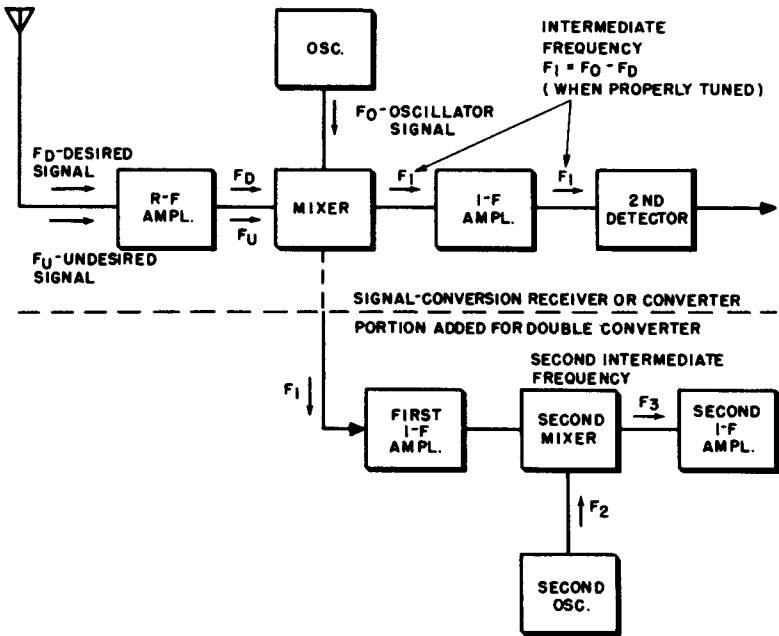 OSC.
INTERMEDIATE
FREQUENCY
F1 = FO - FD
(WHEN PROPERLY TUNED)
FO-OSCILLATOR
SIGNAL
FD-DESIRED
SIGNAL
R-F
AMPL.
FD
FU
MIXER
F1
I-F
AMPL.
F1
2ND
DETECTOR
FU-UNDESIRED
SIGNAL
SIGNAL-CONVERSION RECEIVER OR CONVERTER
PORTION ADDED FOR DOUBLE CONVERTER
SECOND INTERMEDIATE
FREQUENCY
F1
FIRST
I-F
AMPL.
SECOND
MIXER
F3
SECOND
I-F
AMPL.
F2
SECOND
OSC.